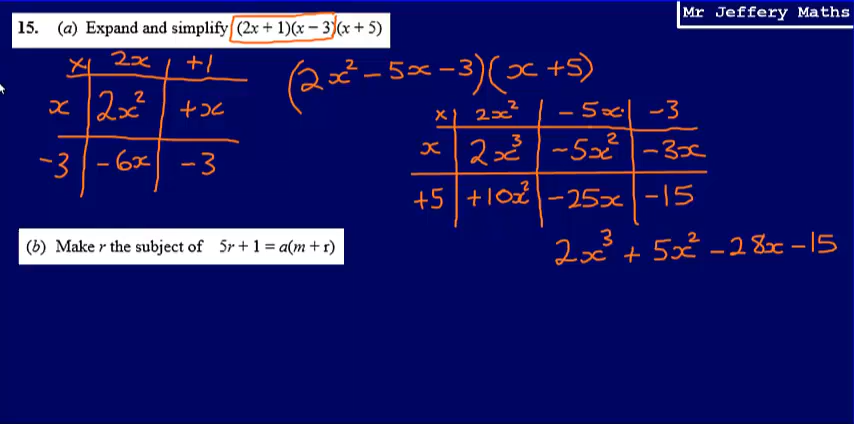 Mr Jeffery Maths
15. (a) Expand and simplify (2x + 1)(x − 3)(x + 5)
× 2x +1
x 2x² +x
-3 -6x -3
(2x² - 5x - 3)(x + 5)
× 2x² -5x -3
x 2x³ -5x² -3x
+5 +10x² -25x -15
2x³ + 5x² - 28x - 15
(b) Make r the subject of 5r + 1 = a(m + r)